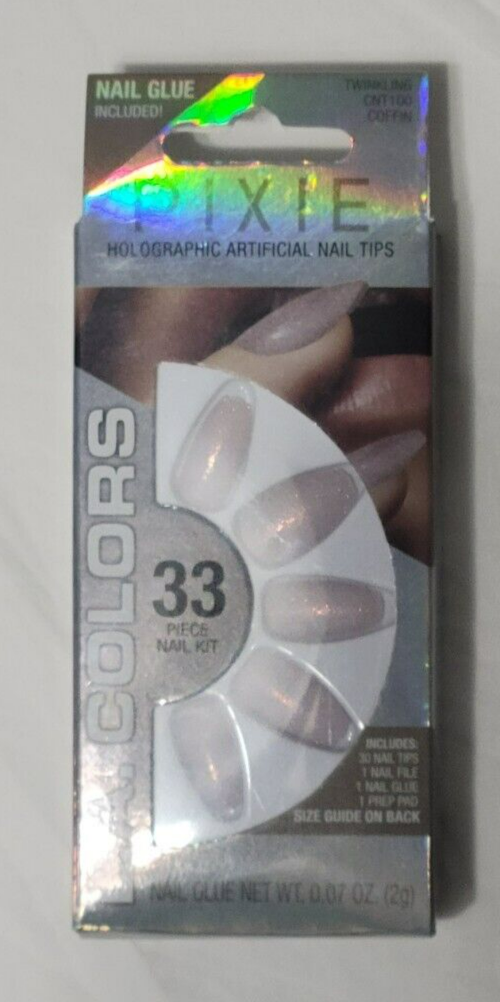 NAIL GLUE
INCLUDED!
TWINKLING
CNT100
COFFIN
PIXIE
HOLOGRAPHIC ARTIFICIAL NAIL TIPS
L.A. COLORS
33
PIECE
NAIL KIT
INCLUDES:
30 NAIL TIPS
1 NAIL FILE
1 NAIL GLUE
1 PREP PAD
SIZE GUIDE ON BACK
NAIL GLUE NET WT. 0.07 OZ. (2g)